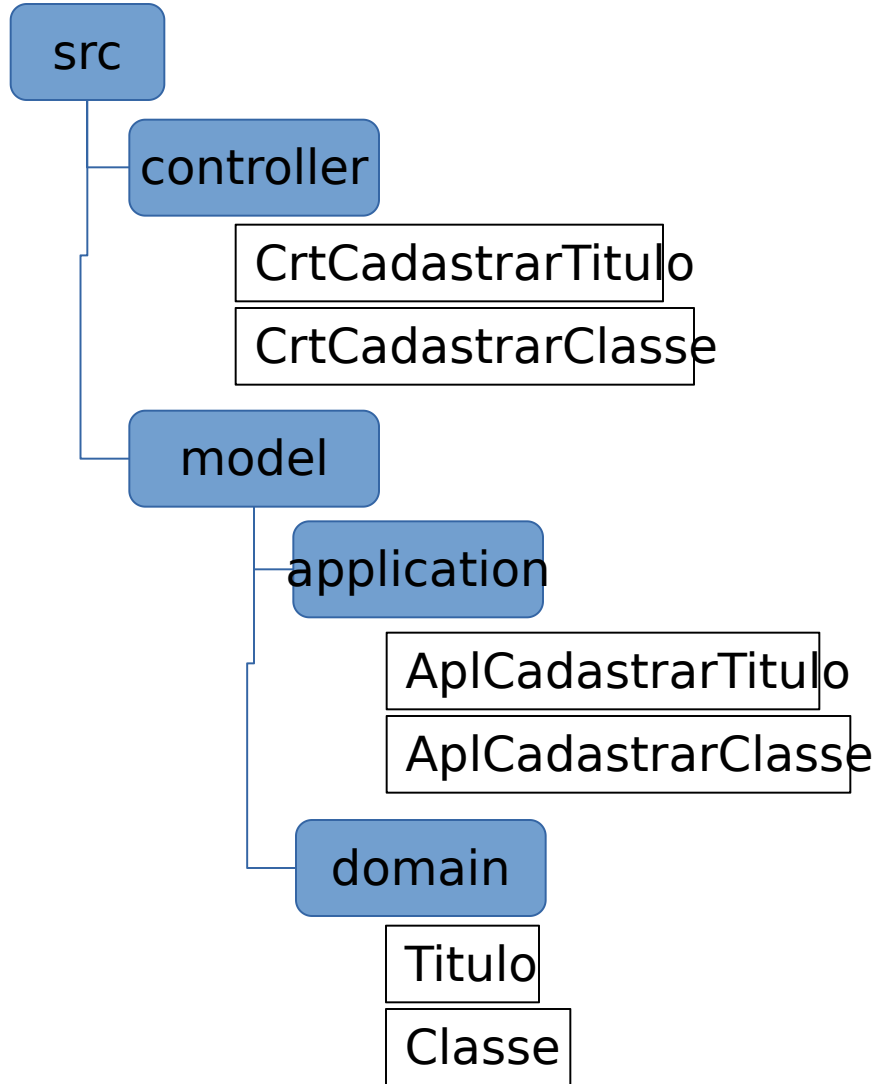 src
controller
CrtCadastrarTitulo
CrtCadastrarClasse
model
application
AplCadastrarTitulo
AplCadastrarClasse
domain
Titulo
Classe